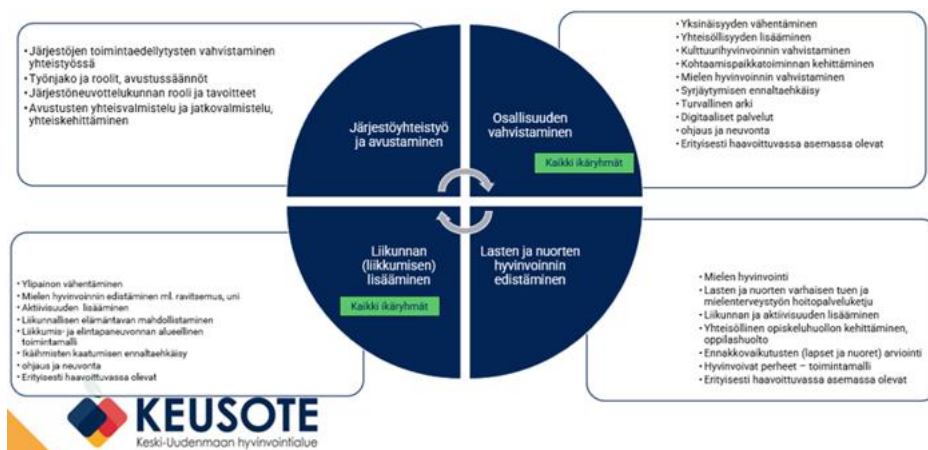 • Järjestöjen toimintaedellytysten vahvistaminen
yhteistyössä
• Työnjako ja roolit, avustussäännöt
• Järjestöneuvottelukunnan rooli ja tavoitteet
• Avustusten yhteisvalmistelu ja jatkovalmistelu,
yhteiskehittäminen
Järjestöyhteistyö
ja avustaminen
Osallisuuden
vahvistaminen
Kaikki ikäryhmät
• Yksinäisyyden vähentäminen
• Yhteisöllisyyden lisääminen
• Kulttuurihyvinvoinnin vahvistaminen
• Kohtaamispaikkatoiminnan kehittäminen
• Mielen hyvinvoinnin vahvistaminen
• Syrjäytymisen ennaltaehkäisy
• Turvallinen arki
• Digitaaliset palvelut
• ohjaus ja neuvonta
• Erityisesti haavoittuvassa asemassa olevat
• Ylipainon vähentäminen
• Mielen hyvinvoinnin edistäminen ml. ravitsemus, uni
• Aktiivisuuden lisääminen
• Liikunnallisen elämäntavan mahdollistaminen
• Liikkumis- ja elintapaneuvonnan alueellinen
toimintamalli
• Ikäihmisten kaatumisen ennaltaehkäisy
• ohjaus ja neuvonta
• Erityisesti haavoittuvassa olevat
Liikunnan
(liikkumisen)
lisääminen
Kaikki ikäryhmät
Lasten ja nuorten
hyvinvoinnin
edistäminen
• Mielen hyvinvointi
• Lasten ja nuorten varhaisen tuen ja
mielenterveystyön hoitopalveluketju
• Liikunnan ja aktiivisuuden lisääminen
• Yhteisöllinen opiskeluhuollon kehittäminen,
oppilashuolto
• Ennakkovaikutusten (lapset ja nuoret) arviointi
• Hyvinvoivat perheet – toimintamalli
• Erityisesti haavoittuvassa asemassa olevat
KEUSOTE
Keski-Uudenmaan hyvinvointialue